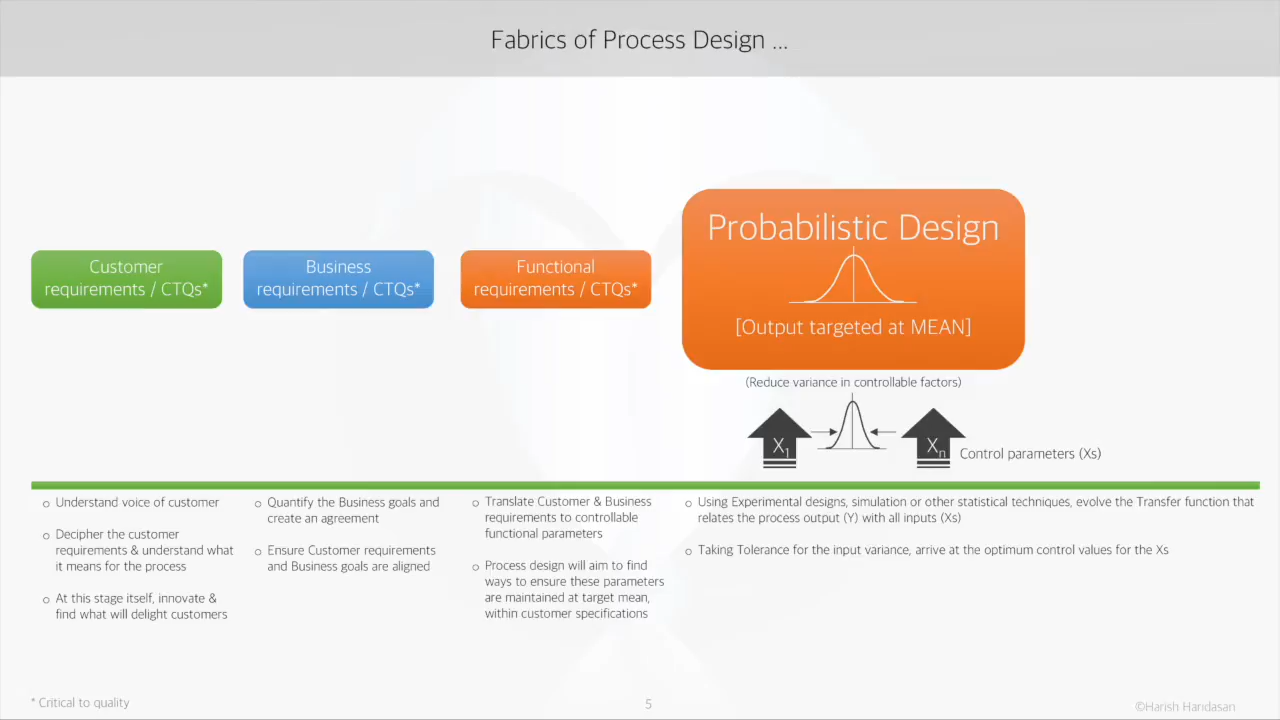 Fabrics of Process Design ...
Customer
requirements / CTQs*
Business
requirements / CTQs*
Functional
requirements / CTQs*
Probabilistic Design
[Output targeted at MEAN]
(Reduce variance in controllable factors)
X1
Xn
Control parameters (Xs)
o Understand voice of customer
o Decipher the customer
requirements & understand what
it means for the process
o At this stage itself, innovate &
find what will delight customers
o Quantify the Business goals and
create an agreement
o Ensure Customer requirements
and Business goals are aligned
o Translate Customer & Business
requirements to controllable
functional parameters
o Process design will aim to find
ways to ensure these parameters
are maintained at target mean,
within customer specifications
o Using Experimental designs, simulation or other statistical techniques, evolve the Transfer function that
relates the process output (Y) with all inputs (Xs)
o Taking Tolerance for the input variance, arrive at the optimum control values for the Xs
* Critical to quality
5
©Harish Haridasan